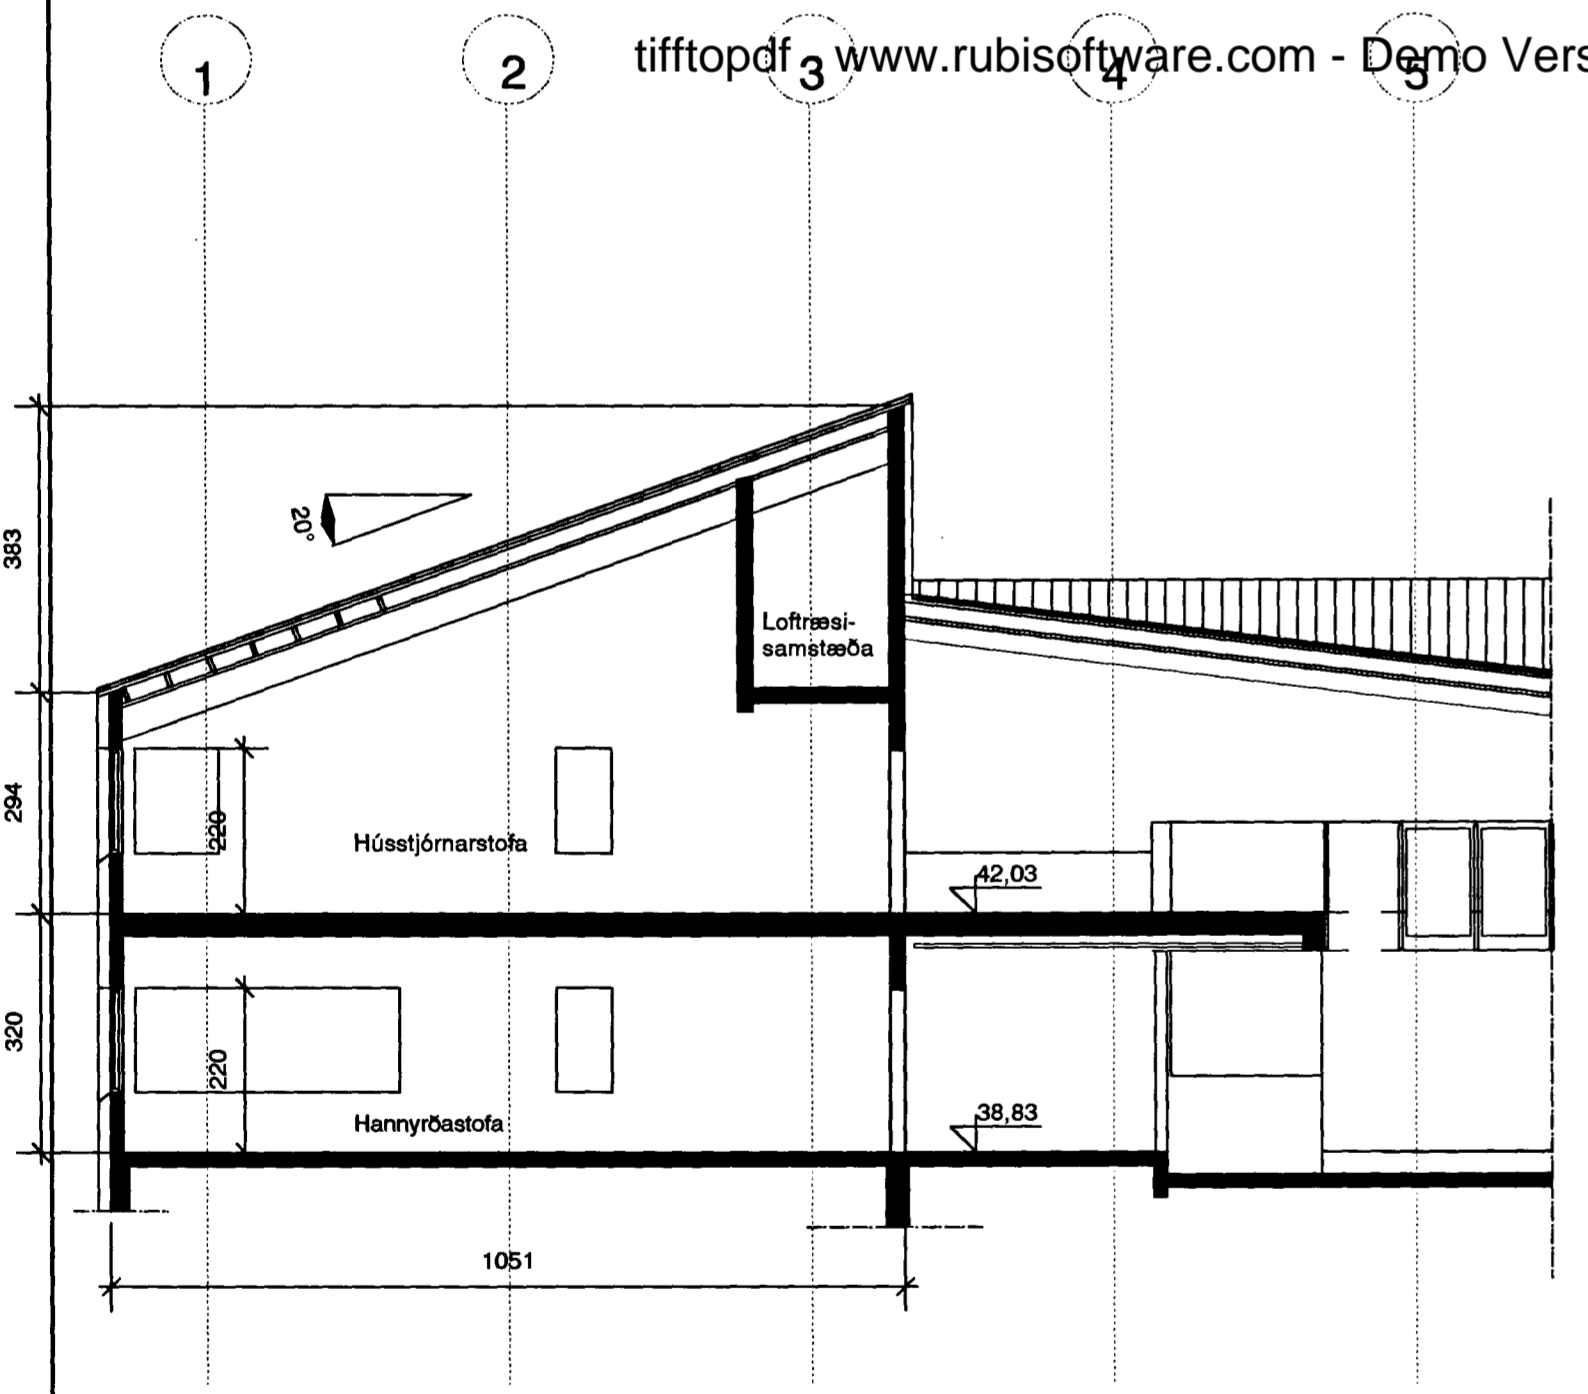 1
2
3
4
5
tifftopdf - www.rubisoftware.com - Demo Vers
383
20°
Loftræsi-
samstæða
294
220
Hússtjórnarstofa
42,03
320
220
Hannyrðastofa
38,83
1051